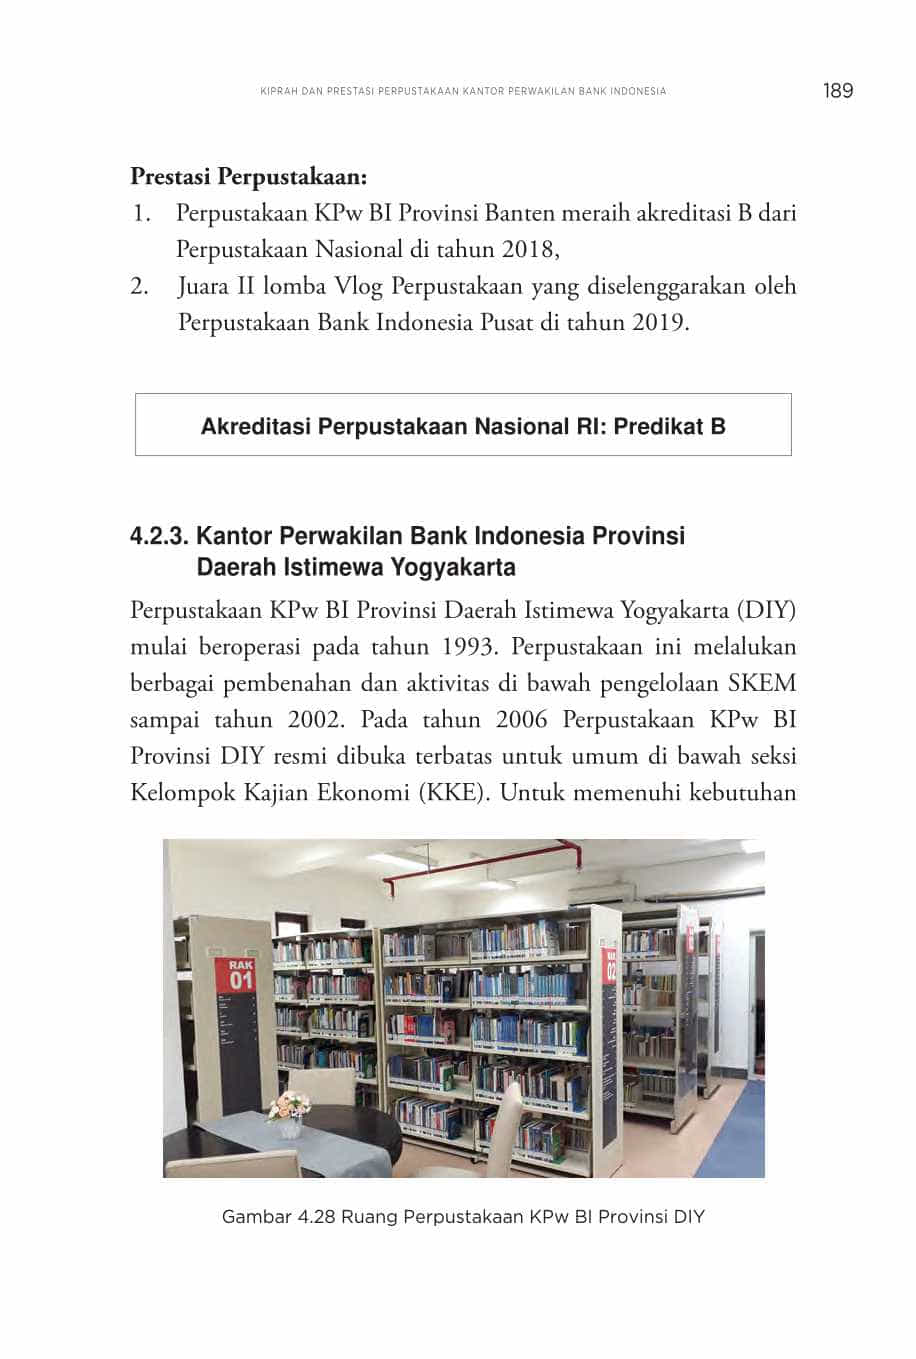 KIPRAH DAN PRESTASI PERPUSTAKAAN KANTOR PERWAKILAN BANK INDONESIA
189
Prestasi Perpustakaan:
1. Perpustakaan KPw BI Provinsi Banten meraih akreditasi B dari
Perpustakaan Nasional di tahun 2018,
2. Juara II lomba Vlog Perpustakaan yang diselenggarakan oleh
Perpustakaan Bank Indonesia Pusat di tahun 2019.
Akreditasi Perpustakaan Nasional RI: Predikat B
4.2.3. Kantor Perwakilan Bank Indonesia Provinsi
Daerah Istimewa Yogyakarta
Perpustakaan KPw BI Provinsi Daerah Istimewa Yogyakarta (DIY)
mulai beroperasi pada tahun 1993. Perpustakaan ini melalukan
berbagai pembenahan dan aktivitas di bawah pengelolaan SKEM
sampai tahun 2002. Pada tahun 2006 Perpustakaan KPw BI
Provinsi DIY resmi dibuka terbatas untuk umum di bawah seksi
Kelompok Kajian Ekonomi (KKE). Untuk memenuhi kebutuhan
RAK
01
RAK
02
Gambar 4.28 Ruang Perpustakaan KPw BI Provinsi DIY